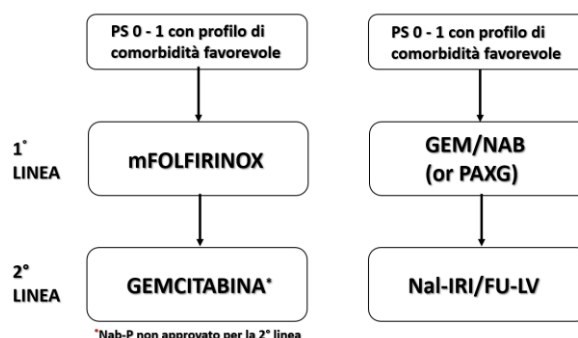 PS 0 - 1 con profilo di
comorbidità favorevole
PS 0 - 1 con profilo di
comorbidità favorevole
1°
LINEA
mFOLFIRINOX
GEM/NAB
(or PAXG)
2°
LINEA
GEMCITABINA*
Nal-IRI/FU-LV
*Nab-P non approvato per la 2° linea